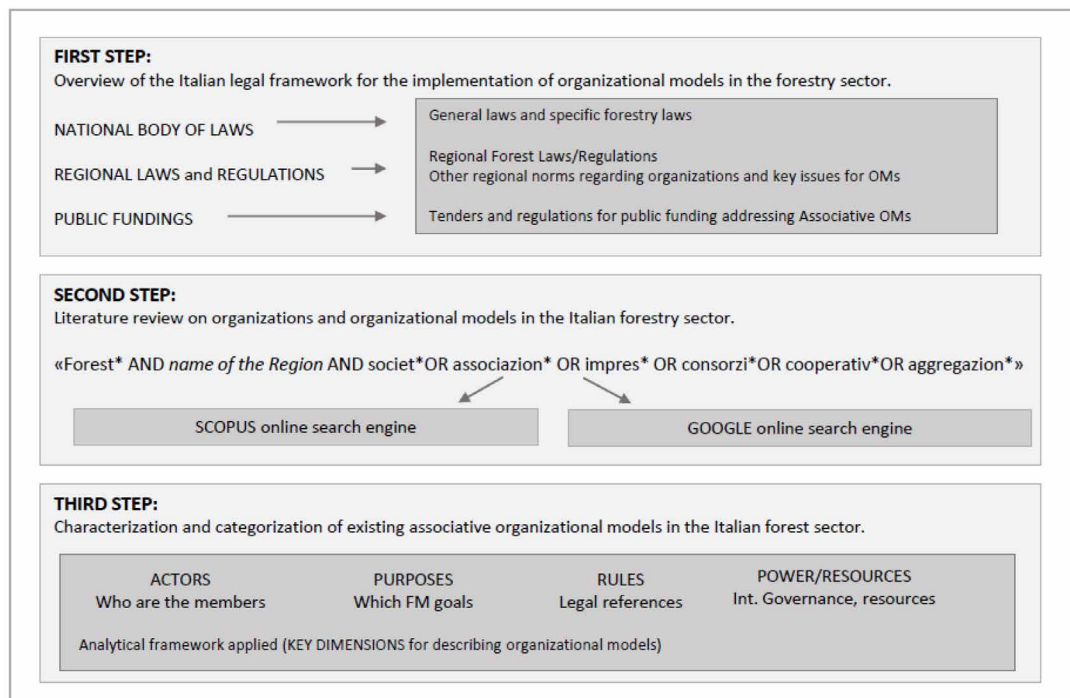 FIRST STEP:
Overview of the Italian legal framework for the implementation of organizational models in the forestry sector.
NATIONAL BODY OF LAWS
General laws and specific forestry laws
REGIONAL LAWS and REGULATIONS
Regional Forest Laws/Regulations
Other regional norms regarding organizations and key issues for OMs
PUBLIC FUNDINGS
Tenders and regulations for public funding addressing Associative OMs
SECOND STEP:
Literature review on organizations and organizational models in the Italian forestry sector.
«Forest* AND name of the Region AND societ*OR associazion* OR impres* OR consorzi*OR cooperativ*OR aggregazion*»
SCOPUS online search engine
GOOGLE online search engine
THIRD STEP:
Characterization and categorization of existing associative organizational models in the Italian forest sector.
ACTORS PURPOSES RULES POWER/RESOURCES
Who are the members Which FM goals Legal references Int. Governance, resources
Analytical framework applied (KEY DIMENSIONS for describing organizational models)